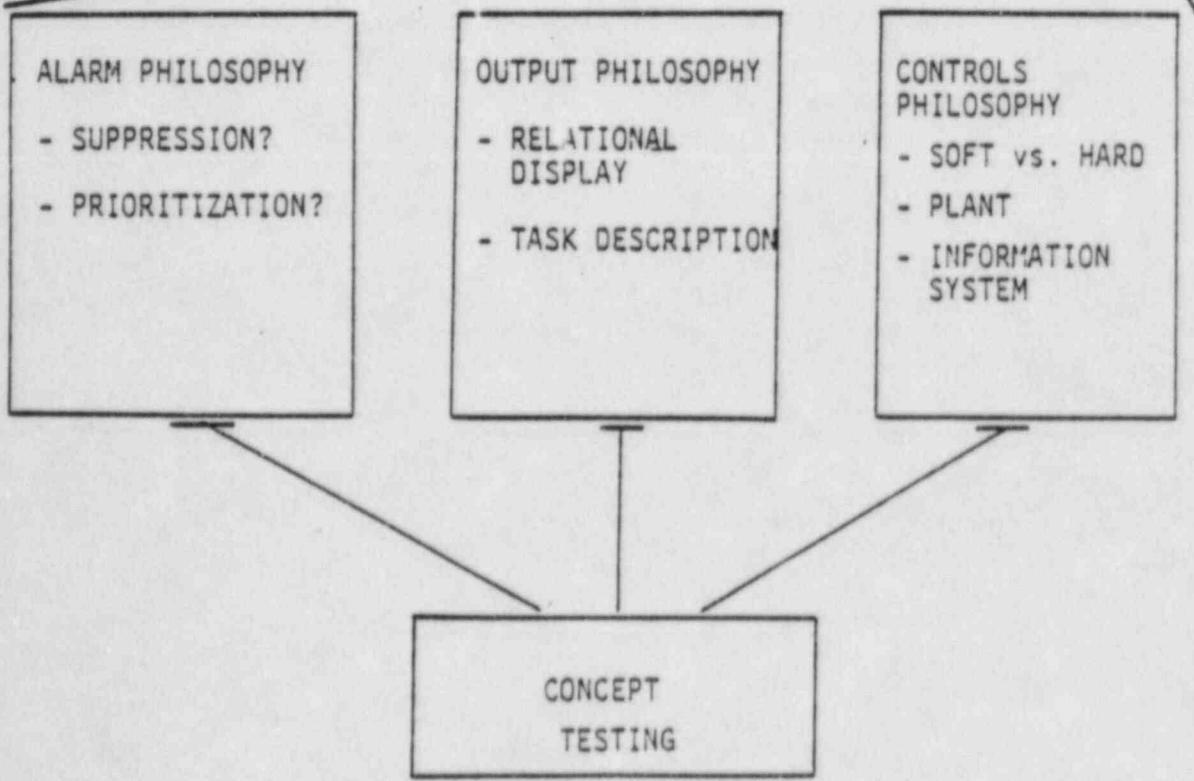 ALARM PHILOSOPHY
- SUPPRESSION?
- PRIORITIZATION?
OUTPUT PHILOSOPHY
- RELATIONAL
DISPLAY
- TASK DESCRIPTION
CONTROLS
PHILOSOPHY
- SOFT vs. HARD
- PLANT
- INFORMATION
SYSTEM
CONCEPT
TESTING